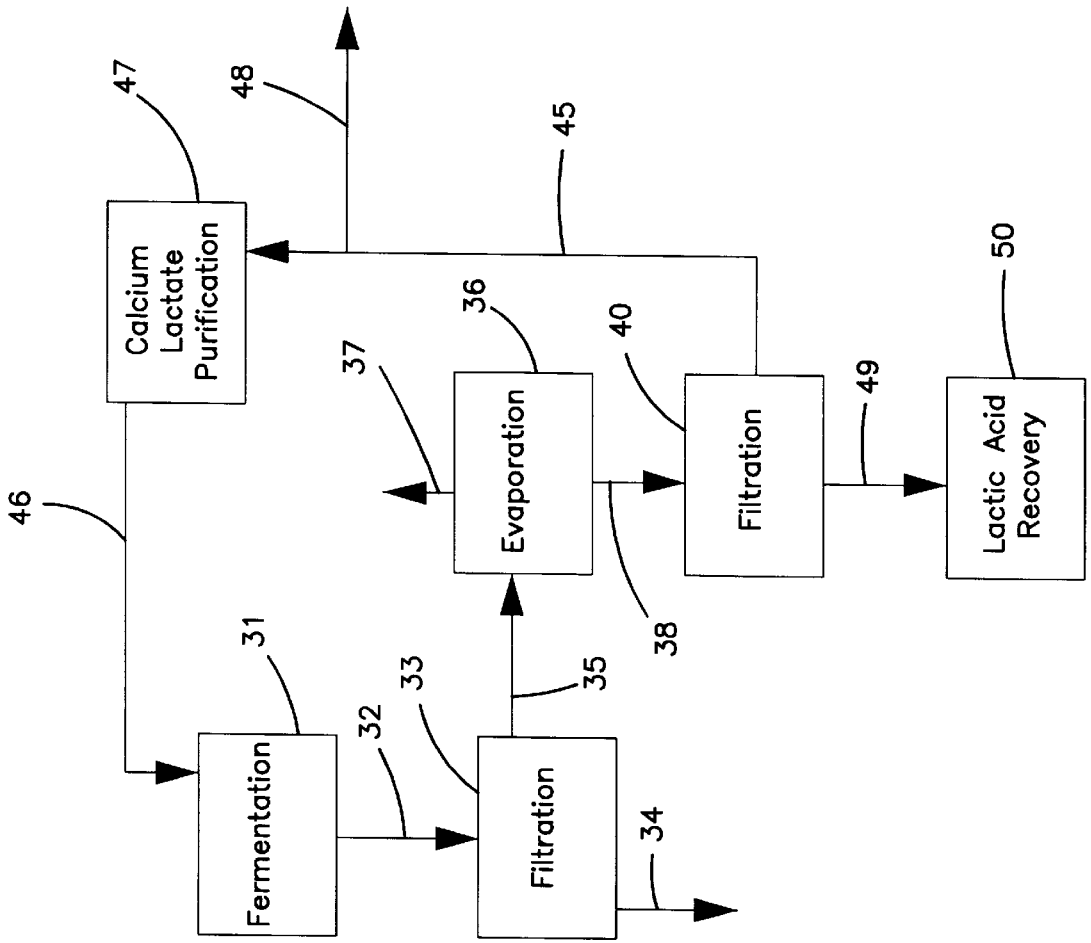 46
47
Calcium
Lactate
Purification
48
45
31
Fermentation
32
33
Filtration
34
35
37
36
Evaporation
38
40
Filtration
49
50
Lactic Acid
Recovery